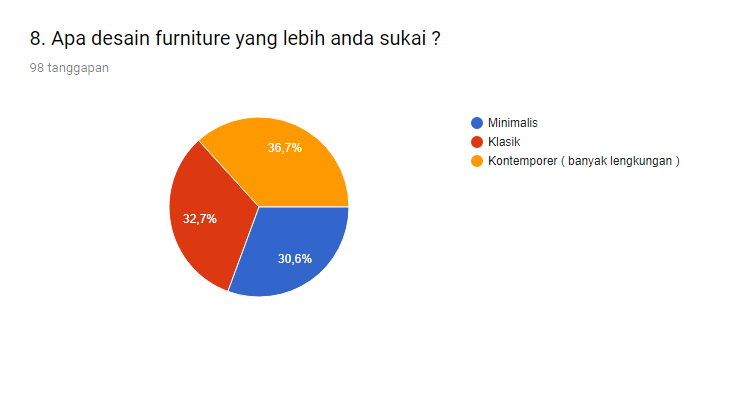 8. Apa desain furniture yang lebih anda sukai ?
98 tanggapan
36,7%
32,7%
30,6%
Minimalis
Klasik
Kontemporer ( banyak lengkungan )